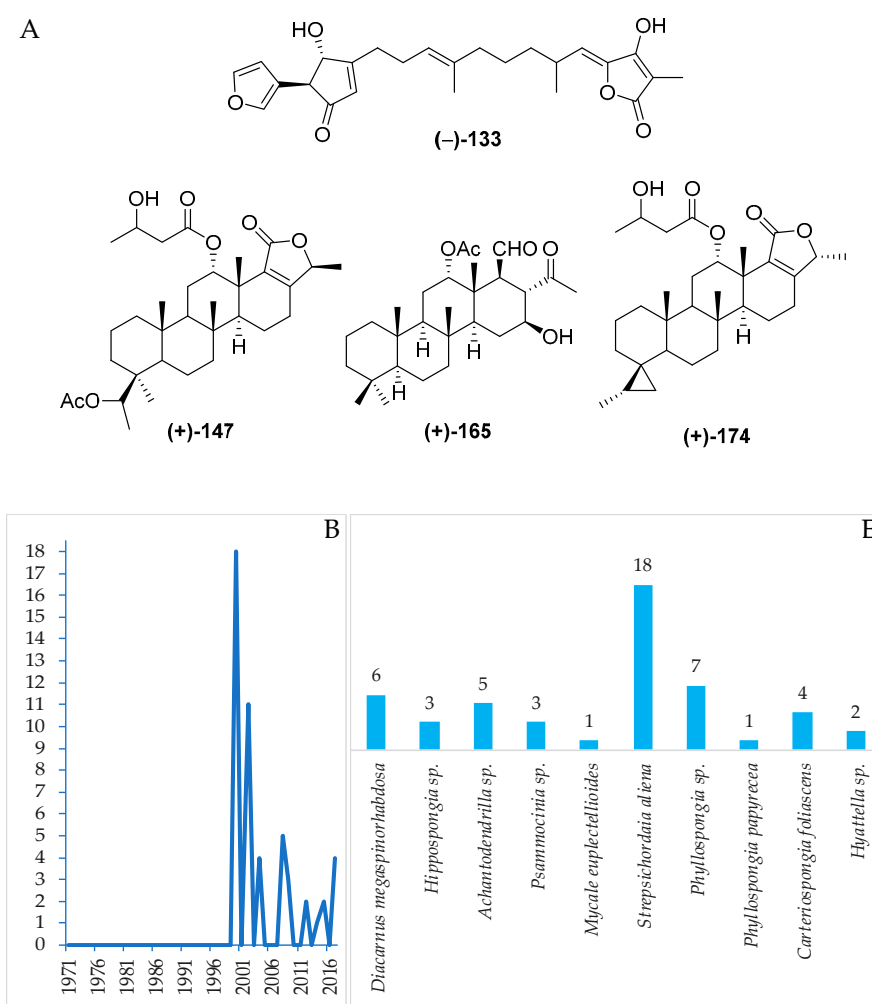 A
HO
O
O
OH
O
O
(−)-133
OH
O
O
O
O
H
AcO
(+)-147
AcO
CHO
O
OH
H
H
H
(+)-165
OH
O
O
O
O
H
(+)-174
B
18
17
16
15
14
13
12
11
10
9
8
7
6
5
4
3
2
1
0
1971
1976
1981
1986
1991
1996
2001
2006
2011
2016
6
3
5
3
1
18
7
1
4
2
Diacarnus megaspinorhabdosa
Hippospongia sp.
Achantodendrilla sp.
Psammocinia sp.
Mycale euplectellioides
Strepsichordaia aliena
Phyllospongia sp.
Phyllospongia papyrecea
Carteriospongia foliascens
Hyattella sp.